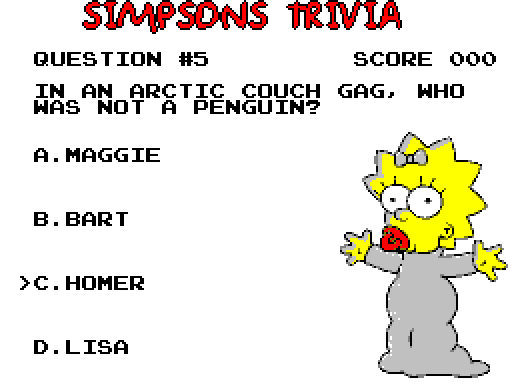 SIMPSONS TRIVIA
QUESTION #5 SCORE 000
IN AN ARCTIC COUCH GAG, WHO
WAS NOT A PENGUIN?
A.MAGGIE
B.BART
>C.HOMER
D.LISA